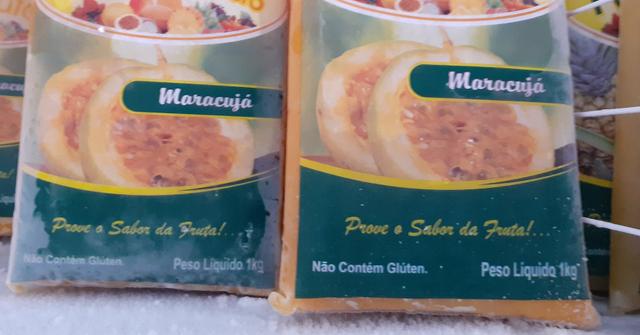 Maracujá
Prove o Sabor da Fruta!...
Não Contém Glúten.
Peso Líquido 1kg
Maracujá
Prove o Sabor da Fruta!...
Não Contém Glúten.
Peso Líquido 1kg